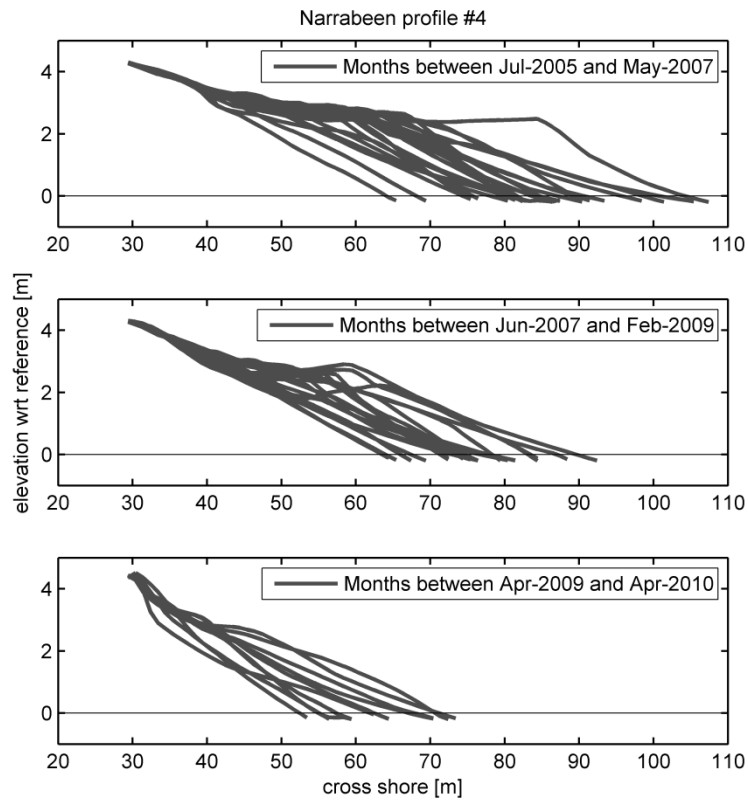 Narrabeen profile #4
Months between Jul-2005 and May-2007
4
2
0
20 30 40 50 60 70 80 90 100 110
elevation wrt reference [m]
Months between Jun-2007 and Feb-2009
4
2
0
20 30 40 50 60 70 80 90 100 110
Months between Apr-2009 and Apr-2010
4
2
0
20 30 40 50 60 70 80 90 100 110
cross shore [m]